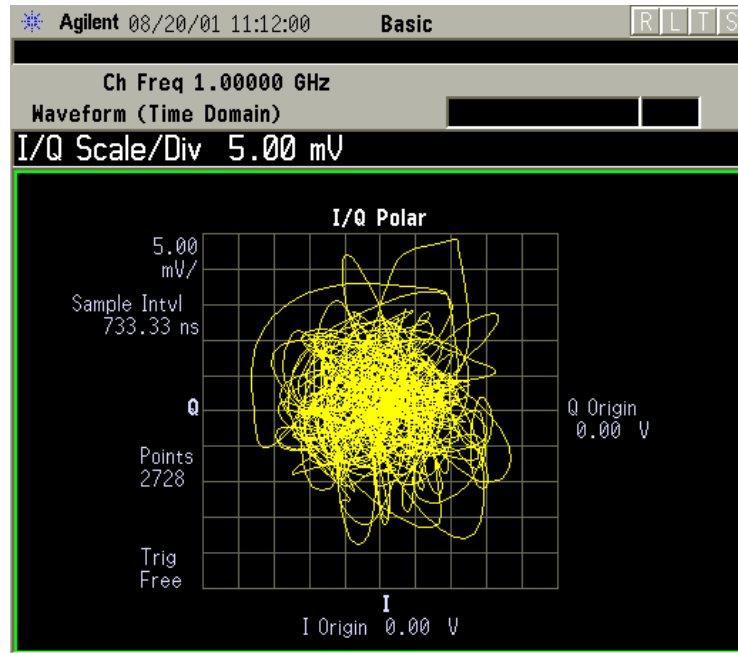 Agilent 08/20/01 11:12:00 Basic R L T S
Ch Freq 1.00000 GHz
Waveform (Time Domain)
I/Q Scale/Div 5.00 mV
I/Q Polar
5.00
mV/
Sample Intvl
733.33 ns
Q
Q Origin
0.00 V
Points
2728
Trig
Free
I
I Origin 0.00 V